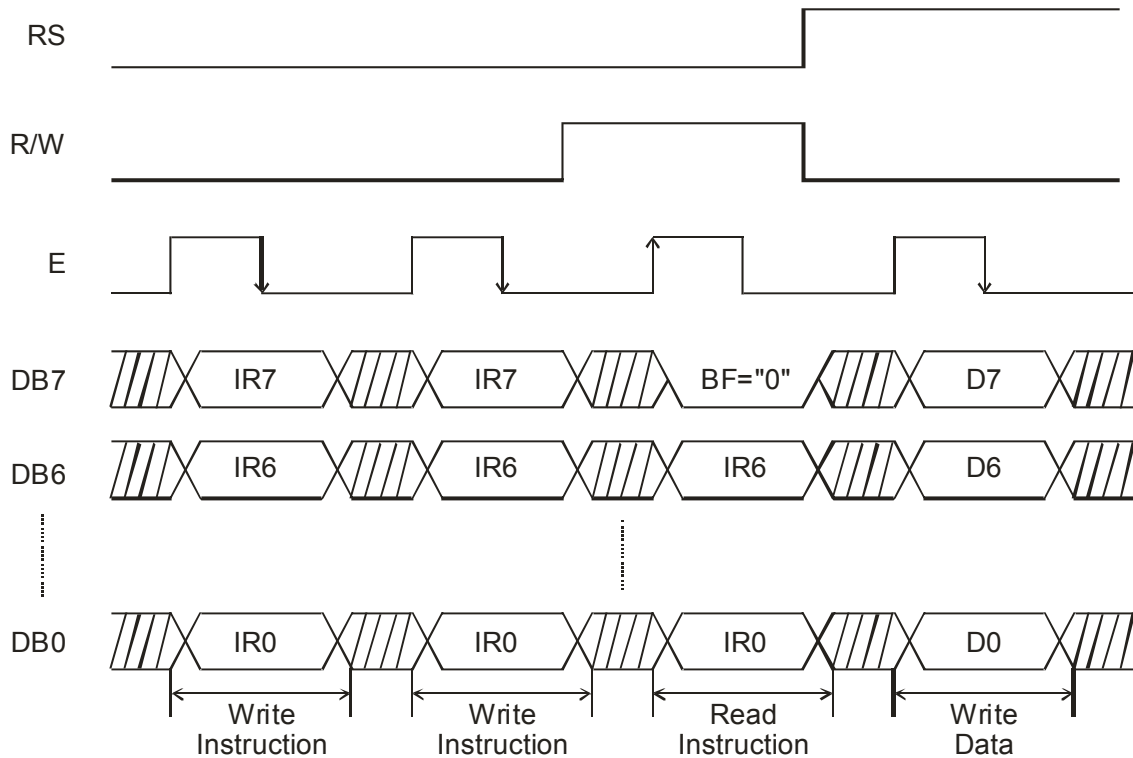 RS
R/W
E
DB7 IR7 IR7 BF="0" D7
DB6 IR6 IR6 IR6 D6
DB0 IR0 IR0 IR0 D0
Write Write Read Write
Instruction Instruction Instruction Data